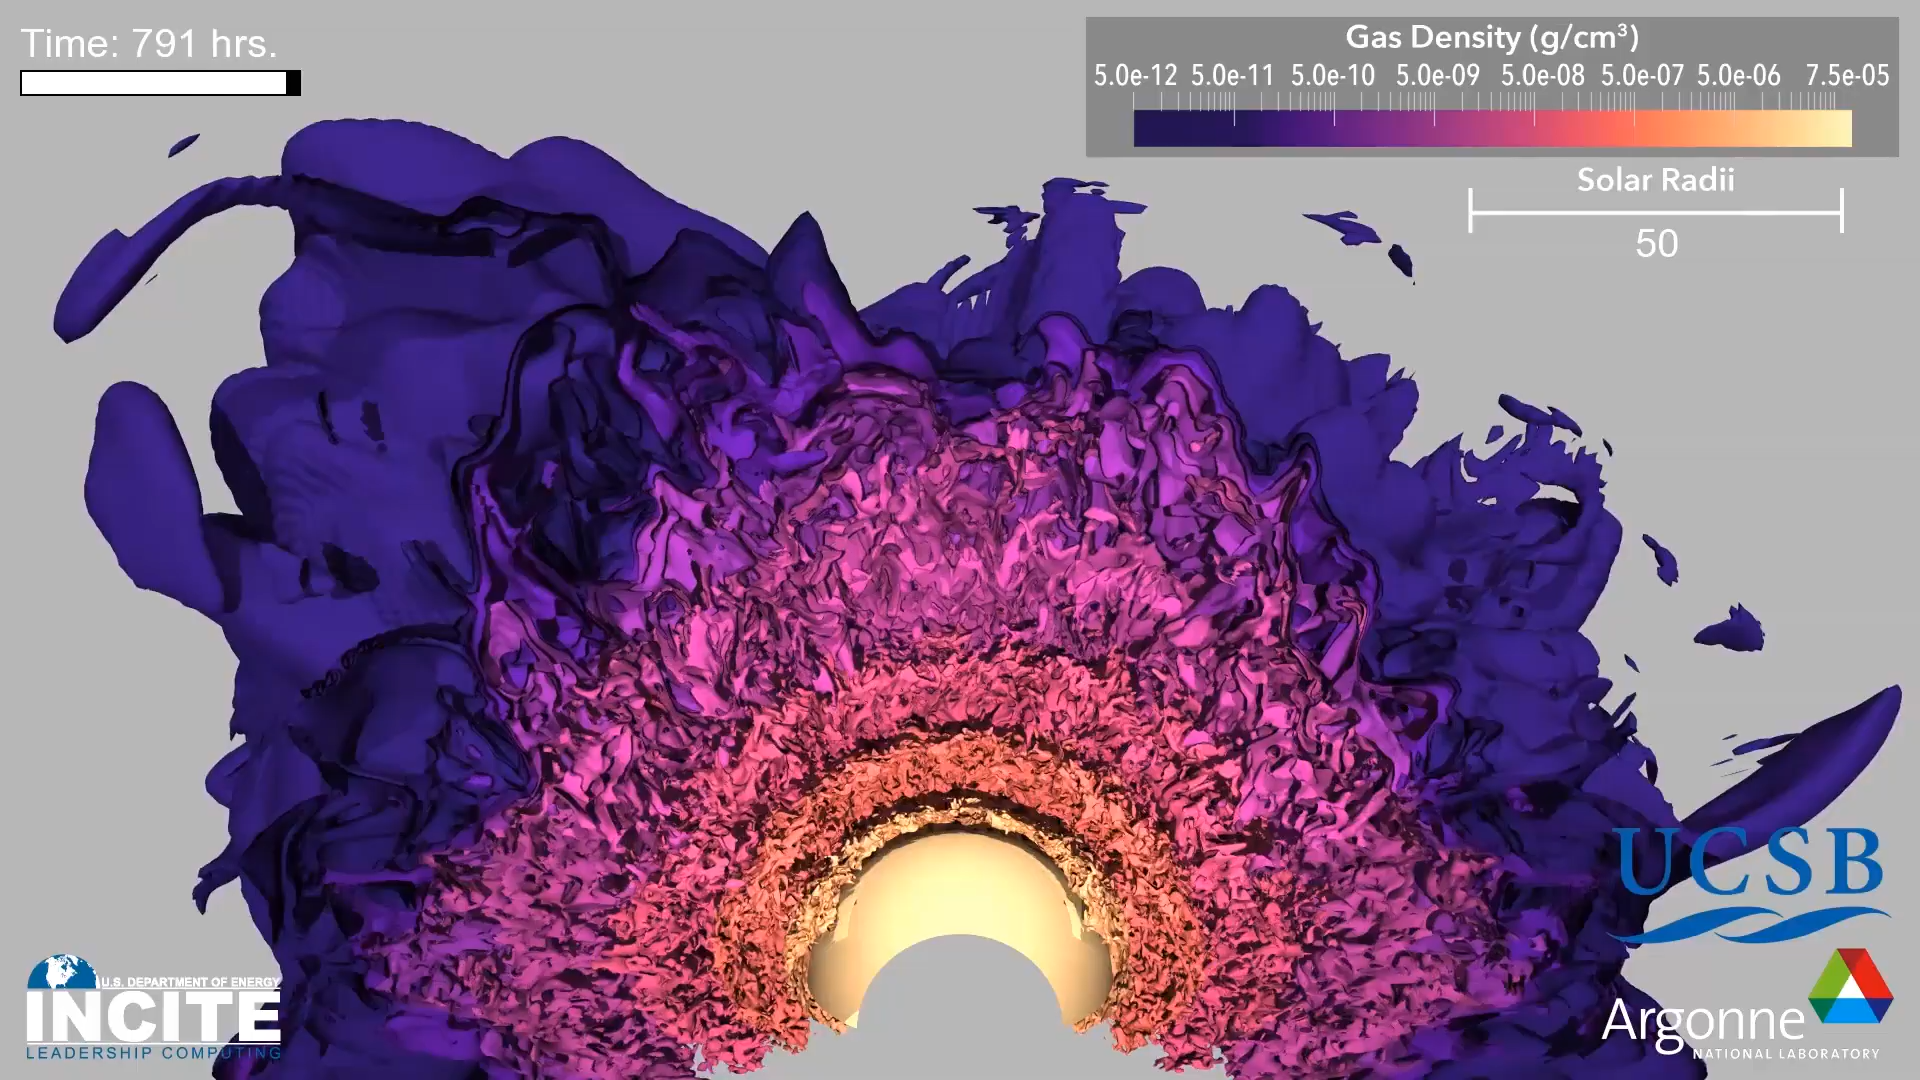 Time: 791 hrs.
Gas Density (g/cm³)
5.0e-12 5.0e-11 5.0e-10 5.0e-09 5.0e-08 5.0e-07 5.0e-06 7.5e-05
Solar Radii
50
UCSB
U.S. DEPARTMENT OF ENERGY
INCITE
LEADERSHIP COMPUTING
Argonne
NATIONAL LABORATORY